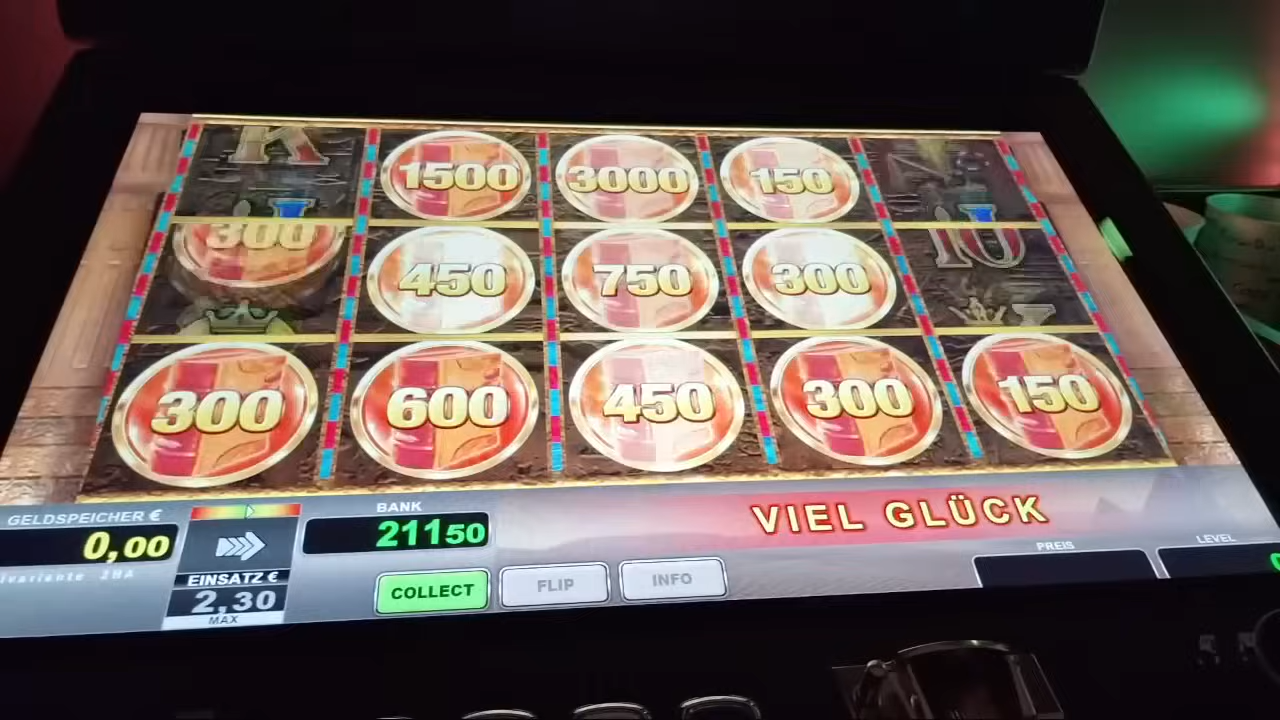 K 1500 3000 150
300 450 750 300 10
300 600 450 300 150
GELDSPEICHER € BANK VIEL GLÜCK PREIS LEVEL
0,00 21150
EINSATZ € COLLECT FLIP INFO
2,30
MAX